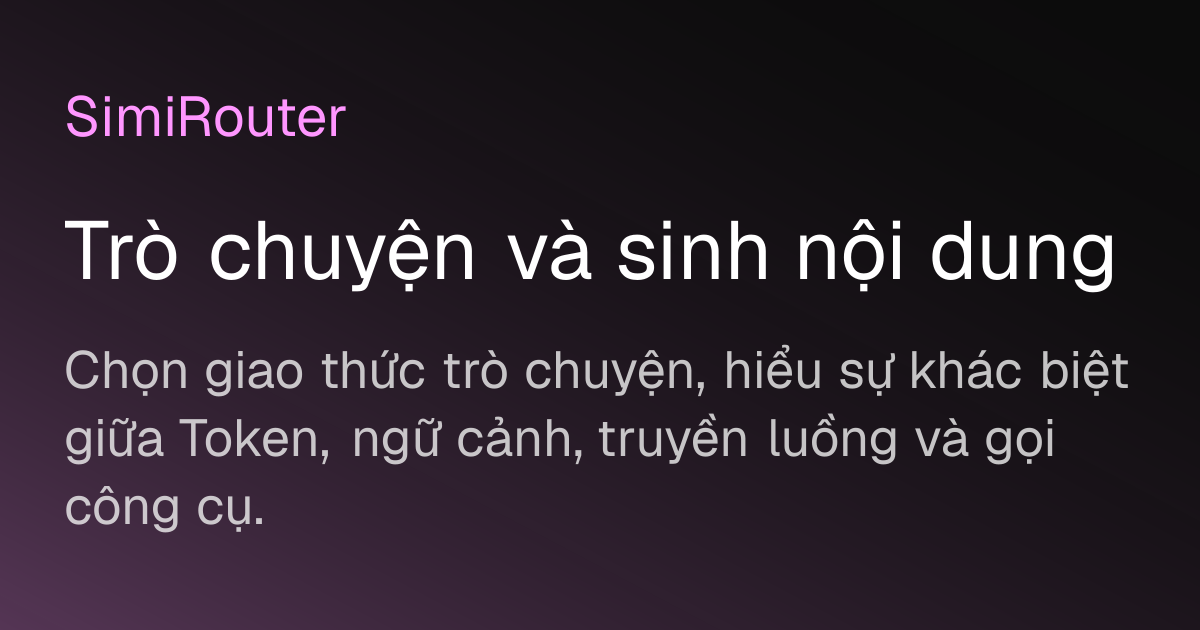 SimiRouter
Trò chuyện và sinh nội dung
Chọn giao thức trò chuyện, hiểu sự khác biệt
giữa Token, ngữ cảnh, truyền luồng và gọi
công cụ.